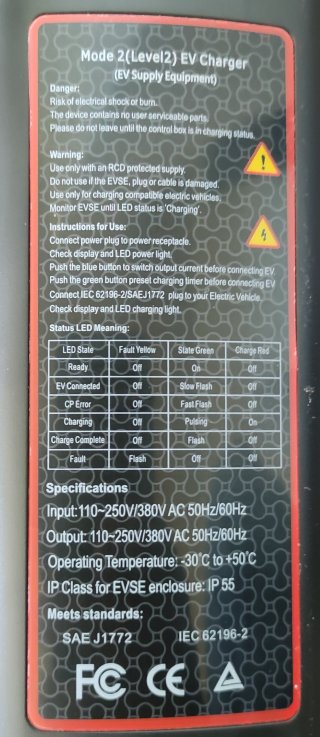 Mode 2(Level2) EV Charger
(EV Supply Equipment)
Danger:
Risk of electrical shock or burn.
The device contains no user serviceable parts.
Please do not leave until the control box is in charging status.
Warning:
Use only with an RCD protected supply.
Do not use if the EVSE, plug or cable is damaged.
Use only for charging compatible electric vehicles.
Monitor EVSE until LED status is 'Charging'.
Instructions for Use:
Connect power plug to power receptacle.
Check display and LED power light.
Push the blue button to switch output current before connecting EV
Push the green button preset charging timer before connecting EV
Connect IEC 62196-2/SAEJ1772 plug to your Electric Vehicle.
Check display and LED charging light.
Status LED Meaning:
LED State Fault Yellow State Green Charge Red
Ready Off On Off
EV Connected Off Slow Flash Off
CP Error Off Fast Flash Off
Charging Off Pulsing On
Charge Complete Off Flash Off
Fault Flash Off Off
Specifications
Input:110~250V/380V AC 50Hz/60Hz
Output: 110~250V/380V AC 50Hz/60Hz
Operating Temperature: -30℃ to +50℃
IP Class for EVSE enclosure: IP 55
Meets standards:
SAE J1772 IEC 62196-2
FC CE